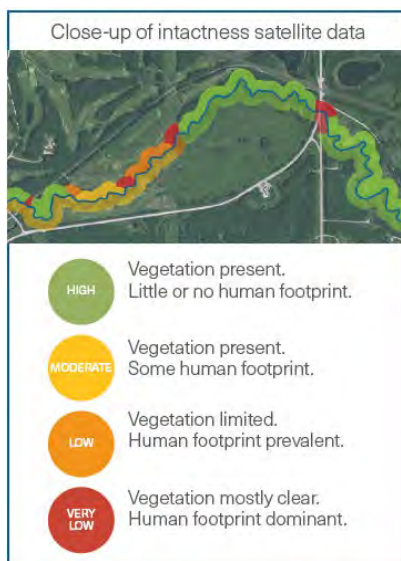 Close-up of intactness satellite data
HIGH
Vegetation present.
Little or no human footprint.
MODERATE
Vegetation present.
Some human footprint.
LOW
Vegetation limited.
Human footprint prevalent.
VERY
LOW
Vegetation mostly clear.
Human footprint dominant.